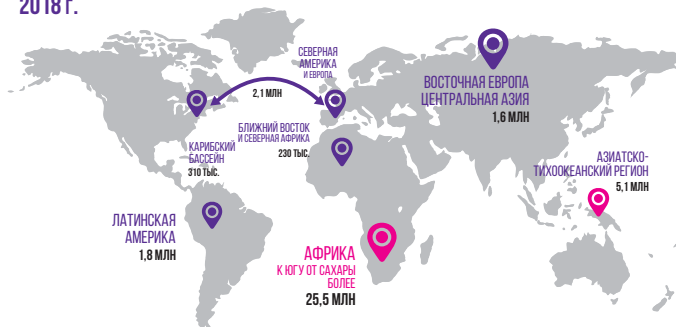 2018 г.
СЕВЕРНАЯ
АМЕРИКА
И ЕВРОПА
2,1 МЛН
ВОСТОЧНАЯ ЕВРОПА
ЦЕНТРАЛЬНАЯ АЗИЯ
1,6 МЛН
БЛИЖНИЙ ВОСТОК
И СЕВЕРНАЯ АФРИКА
230 ТЫС.
КАРИБСКИЙ
БАССЕЙН
310 ТЫС.
АЗИАТСКО-
ТИХООКЕАНСКИЙ РЕГИОН
5,1 МЛН
ЛАТИНСКАЯ
АМЕРИКА
1,8 МЛН
АФРИКА
К ЮГУ ОТ САХАРЫ
БОЛЕЕ
25,5 МЛН